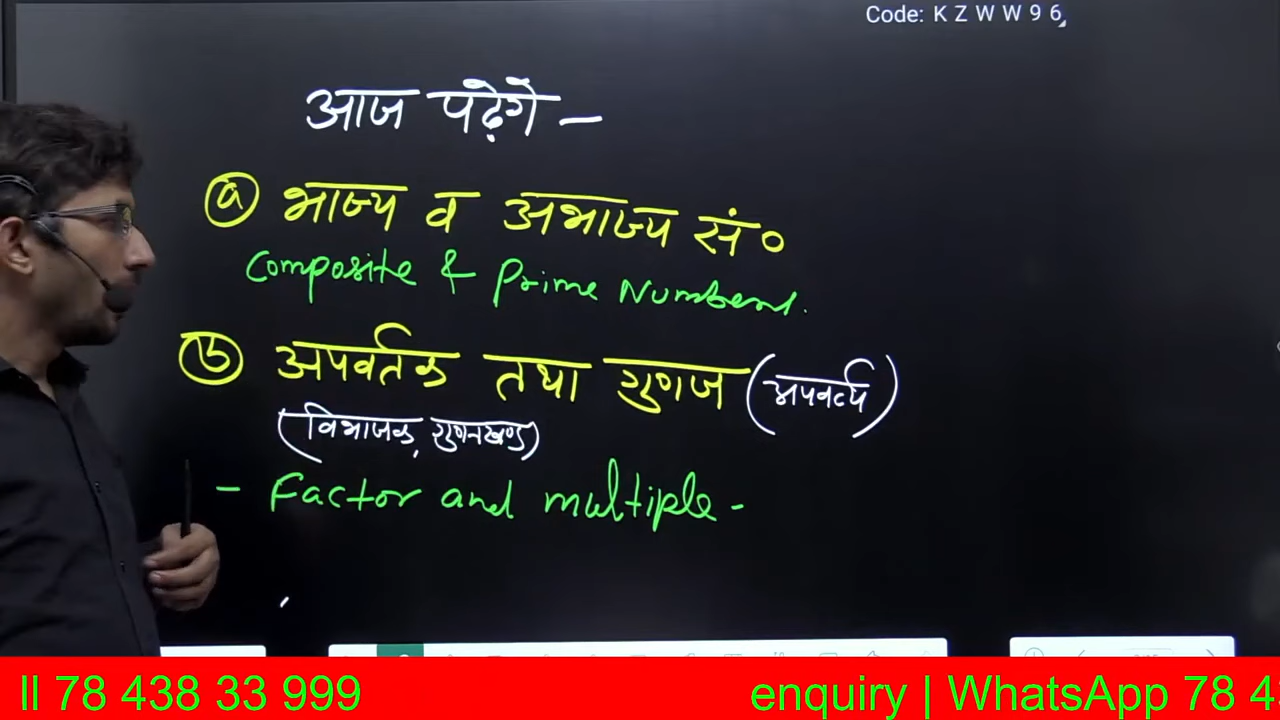 Code: K Z W W 9 6
आज पढ़ेंगे –
(a) भाज्य व अभाज्य सं०
Composite & Prime Numbers.
(b) अपवर्तक तथा गुणज (अपवर्त्य)
(विभाजक, गुणनखण्ड)
- Factor and multiple -
ll 78 438 33 999 enquiry | WhatsApp 78 43